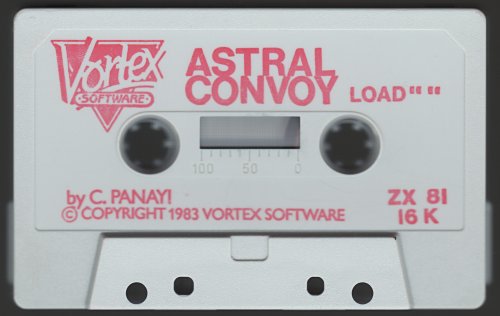 Vortex
SOFTWARE
ASTRAL
CONVOY LOAD""
100 50 0
by C. PANAYI
© COPYRIGHT 1983 VORTEX SOFTWARE
ZX 81
16 K